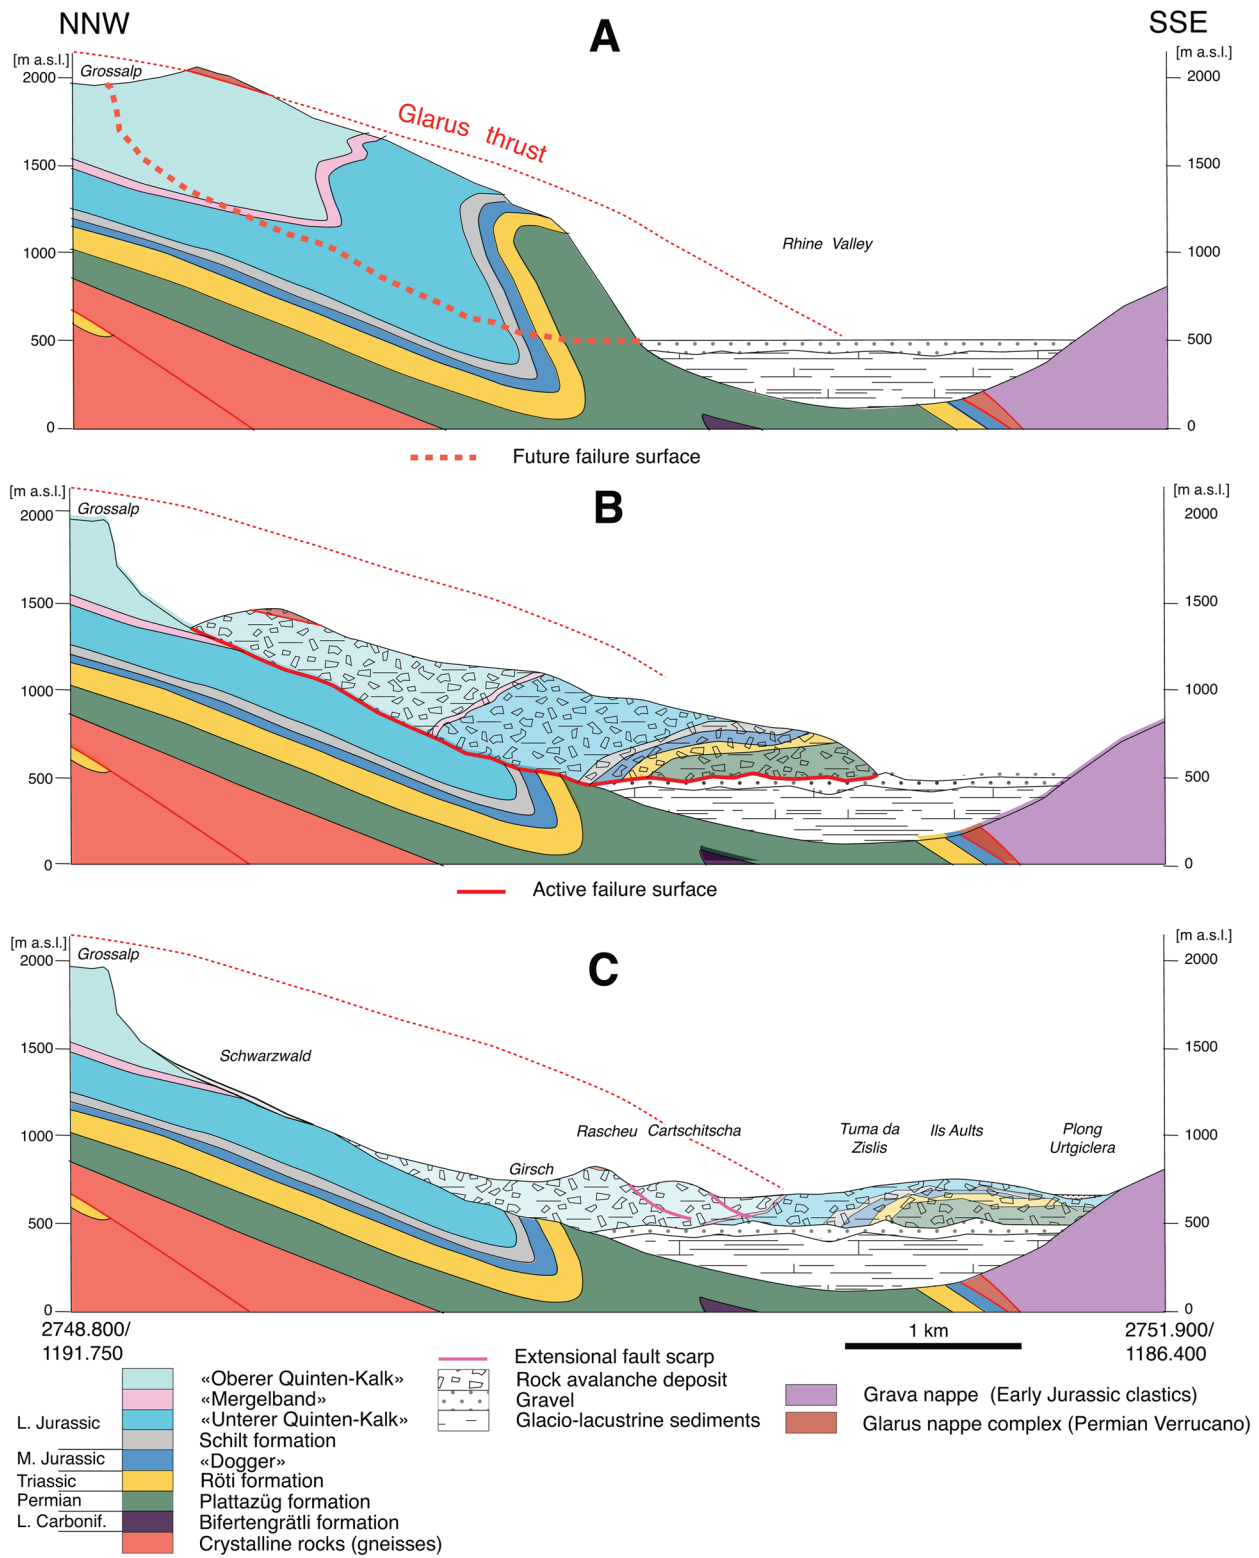 NNW
A
SSE
[m a.s.l.]
[m a.s.l.]
Grossalp
2000
2000
Glarus thrust
1500
1500
Rhine Valley
1000
1000
500
500
0
0
Future failure surface
[m a.s.l.]
B
[m a.s.l.]
Grossalp
2000
2000
1500
1500
1000
1000
500
500
0
0
Active failure surface
[m a.s.l.]
C
[m a.s.l.]
Grossalp
2000
2000
1500
Schwarzwald
1500
1000
Rascheu
Cartschitscha
Tuma da
Zislis
Ils Aults
Plong
Urtgiclera
1000
Girsch
500
500
0
0
2748.800/
1191.750
1 km
2751.900/
1186.400
L. Jurassic
M. Jurassic
Triassic
Permian
L. Carbonif.
«Oberer Quinten-Kalk»
«Mergelband»
«Unterer Quinten-Kalk»
Schilt formation
«Dogger»
Röti formation
Plattazüg formation
Bifertengrätli formation
Crystalline rocks (gneisses)
Extensional fault scarp
Rock avalanche deposit
Gravel
Glacio-lacustrine sediments
Grava nappe (Early Jurassic clastics)
Glarus nappe complex (Permian Verrucano)